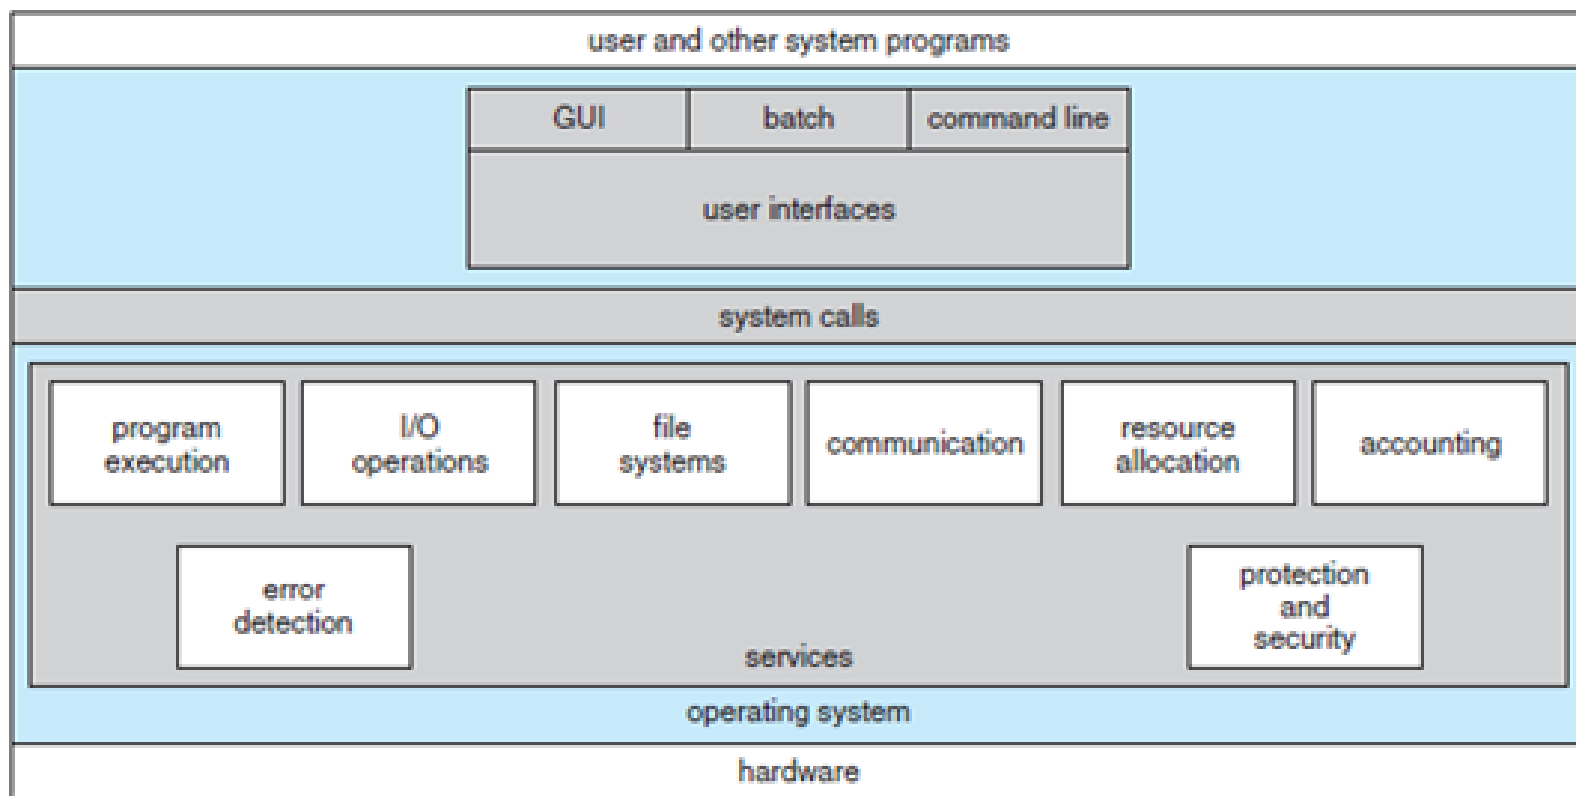 user and other system programs
GUI
batch
command line
user interfaces
system calls
program
execution
I/O
operations
file
systems
communication
resource
allocation
accounting
error
detection
protection
and
security
services
operating system
hardware